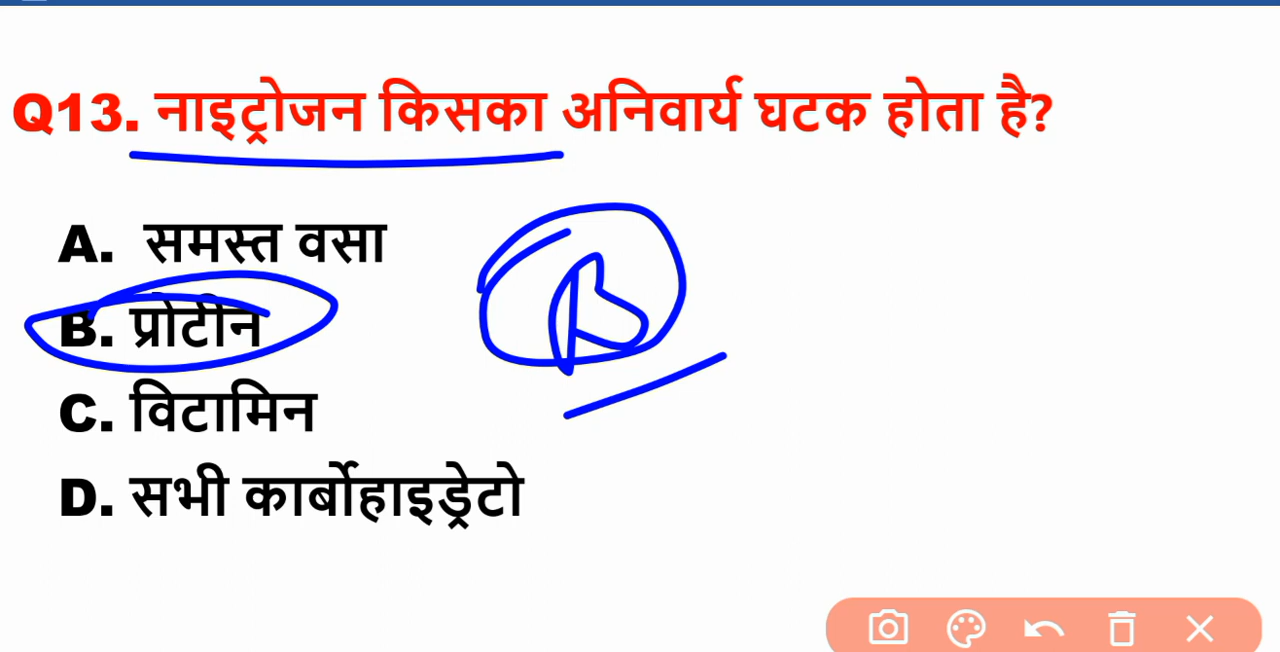 Q13. नाइट्रोजन किसका अनिवार्य घटक होता है?
A. समस्त वसा
B. प्रोटीन
B
C. विटामिन
D. सभी कार्बोहाइड्रेटो